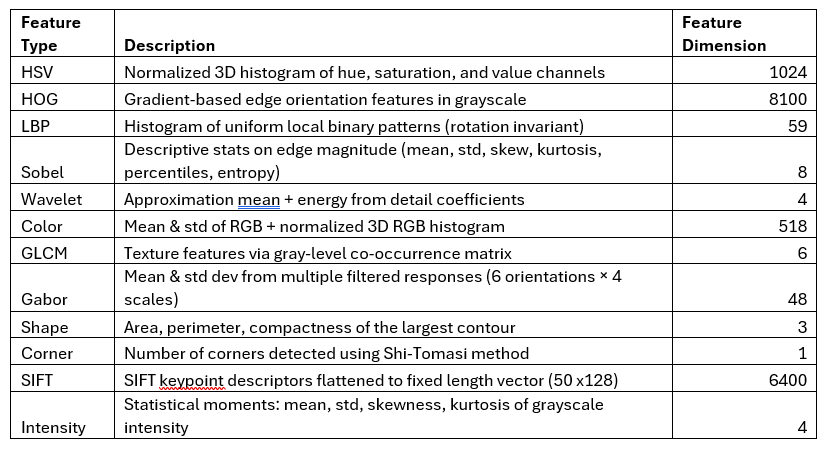 Feature Type Description Feature Dimension
HSV Normalized 3D histogram of hue, saturation, and value channels 1024
HOG Gradient-based edge orientation features in grayscale 8100
LBP Histogram of uniform local binary patterns (rotation invariant) 59
Sobel Descriptive stats on edge magnitude (mean, std, skew, kurtosis, percentiles, entropy) 8
Wavelet Approximation mean + energy from detail coefficients 4
Color Mean & std of RGB + normalized 3D RGB histogram 518
GLCM Texture features via gray-level co-occurrence matrix 6
Gabor Mean & std dev from multiple filtered responses (6 orientations × 4 scales) 48
Shape Area, perimeter, compactness of the largest contour 3
Corner Number of corners detected using Shi-Tomasi method 1
SIFT SIFT keypoint descriptors flattened to fixed length vector (50 x128) 6400
Intensity Statistical moments: mean, std, skewness, kurtosis of grayscale intensity 4